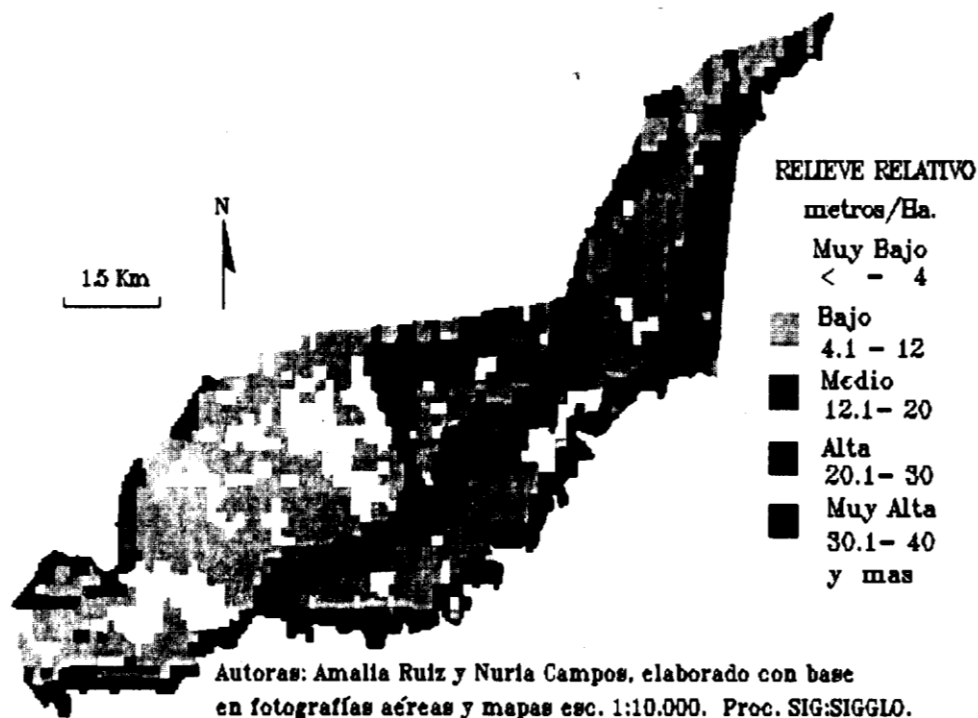 N
1.5 Km
RELIEVE RELATIVO
metros/Ha.
Muy Bajo
< - 4
Bajo
4.1 - 12
Medio
12.1 - 20
Alta
20.1 - 30
Muy Alta
30.1 - 40
y mas
Autoras: Amalia Ruiz y Nuria Campos, elaborado con base
en fotografías aéreas y mapas esc. 1:10.000. Proc. SIG:SIGGLO.